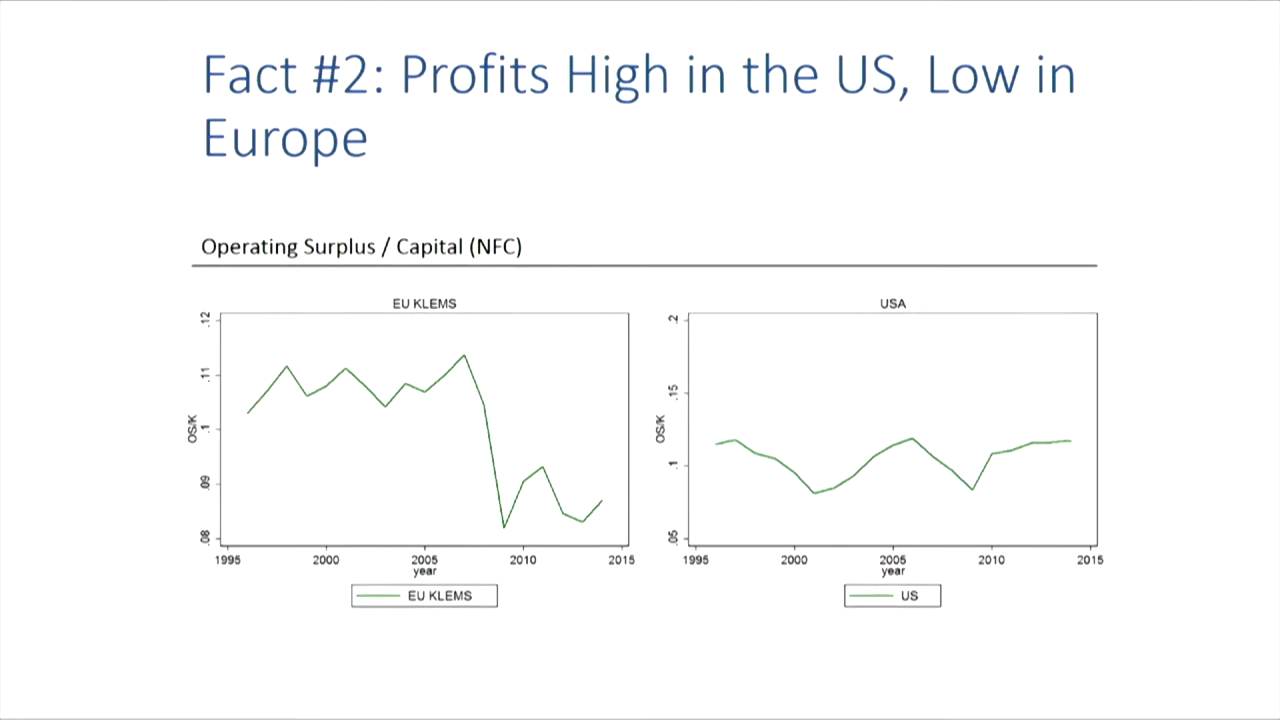 Fact #2: Profits High in the US, Low in
Europe
Operating Surplus / Capital (NFC)
EU KLEMS
.12
.11
.1
.09
.08
OS/K
1995 2000 2005 2010 2015
year
EU KLEMS
USA
.2
.15
.1
.05
OS/K
1995 2000 2005 2010 2015
year
US